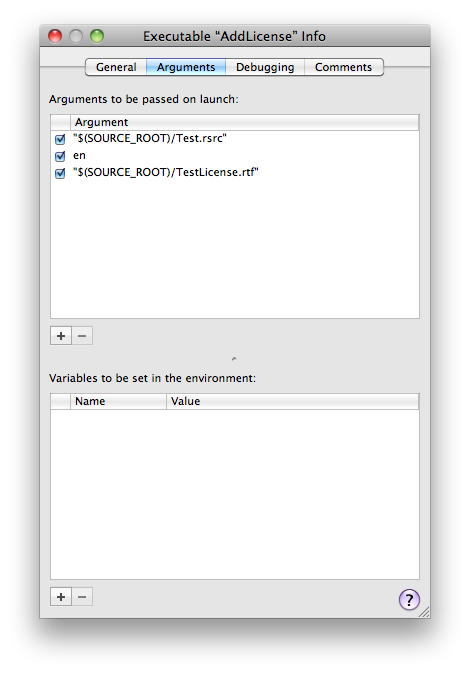 Executable “AddLicense” Info
General Arguments Debugging Comments
Arguments to be passed on launch:
Argument
"$(SOURCE_ROOT)/Test.rsrc"
en
"$(SOURCE_ROOT)/TestLicense.rtf"
+ −
Variables to be set in the environment:
Name Value
+ −
?